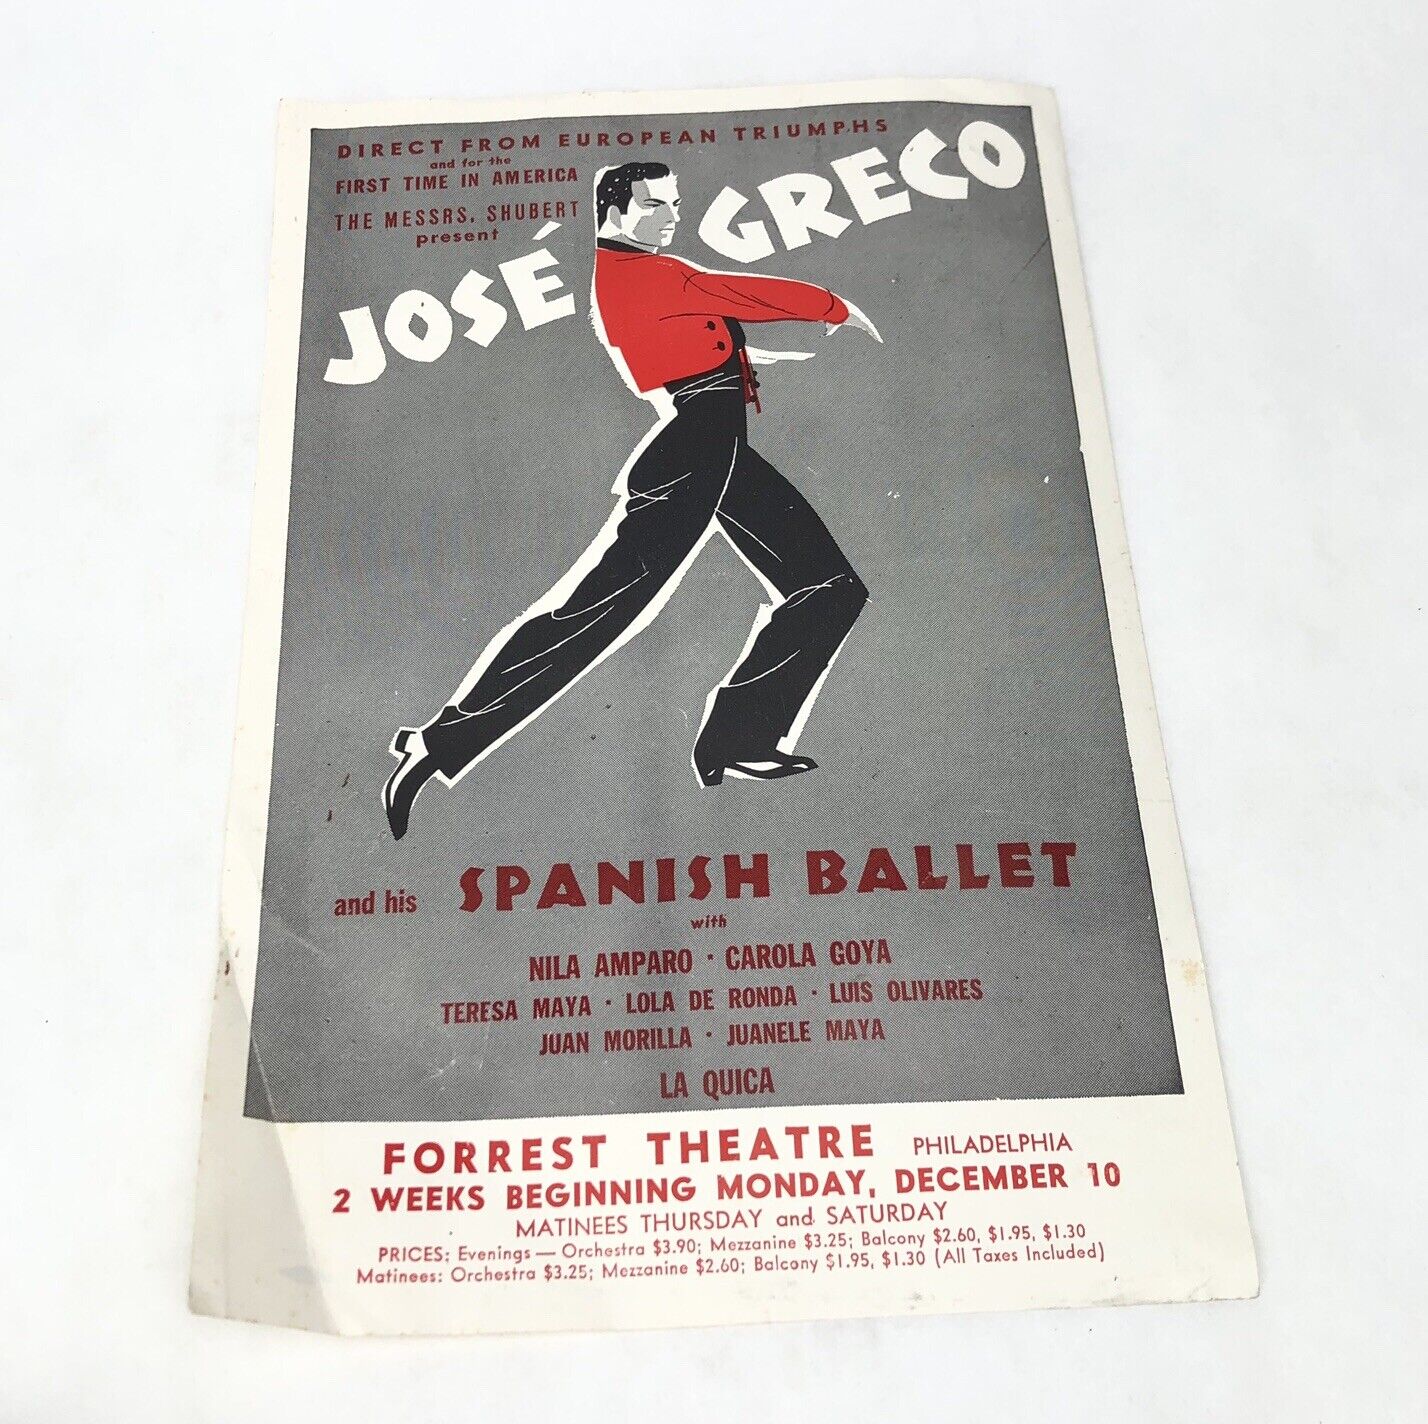 DIRECT FROM EUROPEAN TRIUMPHS
and for the
FIRST TIME IN AMERICA
THE MESSRS. SHUBERT
present
JOSÉ GRECO
and his SPANISH BALLET
with
NILA AMPARO · CAROLA GOYA
TERESA MAYA · LOLA DE RONDA · LUIS OLIVARES
JUAN MORILLA · JUANELE MAYA
LA QUICA
FORREST THEATRE PHILADELPHIA
2 WEEKS BEGINNING MONDAY, DECEMBER 10
MATINEES THURSDAY and SATURDAY
PRICES: Evenings — Orchestra $3.90; Mezzanine $3.25; Balcony $2.60, $1.95, $1.30
Matinees: Orchestra $3.25; Mezzanine $2.60; Balcony $1.95, $1.30 (All Taxes Included)